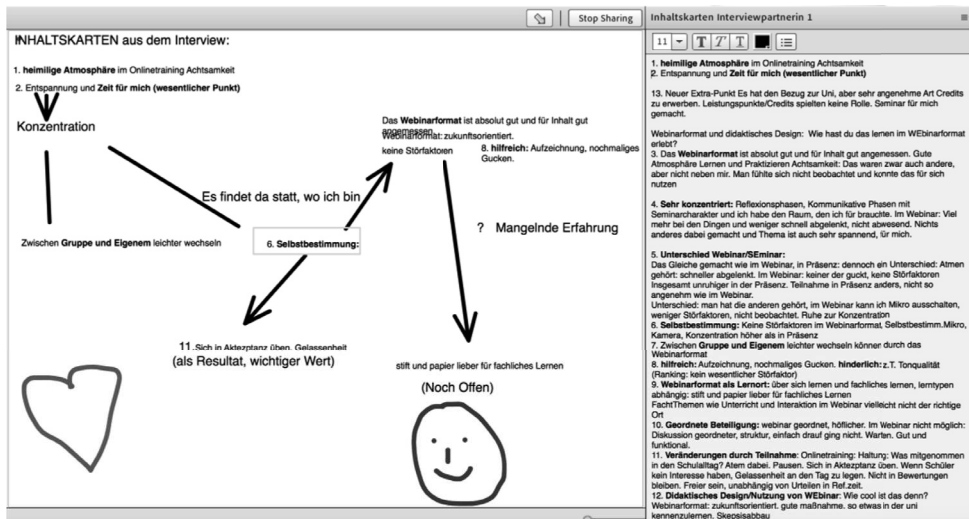 Stop Sharing
INHALTSKARTEN aus dem Interview:
1. heimilige Atmosphäre im Onlinetraining Achtsamkeit
2. Entspannung und Zeit für mich (wesentlicher Punkt)
Konzentration
Zwischen Gruppe und Eigenem leichter wechseln
Es findet da statt, wo ich bin
6. Selbstbestimmung:
Das Webinarformat ist absolut gut und für Inhalt gut
angemessen.
Webinarformat: zukunftsorientiert.
keine Störfaktoren
8. hilfreich: Aufzeichnung, nochmaliges
Gucken.
? Mangelnde Erfahrung
11. Sich in Aktezptanz üben, Gelassenheit
(als Resultat, wichtiger Wert)
stift und papier lieber für fachliches Lernen
(Noch Offen)
Inhaltskarten Interviewpartnerin 1
11 T T T
1. heimilige Atmosphäre im Onlinetraining Achtsamkeit
2. Entspannung und Zeit für mich (wesentlicher Punkt)
13. Neuer Extra-Punkt Es hat den Bezug zur Uni, aber sehr angenehme Art Credits
zu erwerben. Leistungspunkte/Credits spielten keine Rolle. Seminar für mich
gemacht.
Webinarformat und didaktisches Design: Wie hast du das lernen im WEbinarformat
erlebt?
3. Das Webinarformat ist absolut gut und für Inhalt gut angemessen. Gute
Atmosphäre Lernen und Praktizieren Achtsamkeit: Das waren zwar auch andere,
aber nicht neben mir. Man fühlte sich nicht beobachtet und konnte das für sich
nutzen
4. Sehr konzentriert: Reflexionsphasen, Kommunikative Phasen mit
Seminarcharakter und ich habe den Raum, den ich für brauchte. Im Webinar: Viel
mehr bei den Dingen und weniger schnell abgelenkt, nicht abwesend. Nichts
anderes dabei gemacht und Thema ist auch sehr spannend, für mich.
5. Unterschied Webinar/SEminar:
Das Gleiche gemacht wie im Webinar, in Präsenz: dennoch ein Unterschied: Atmen
gehört: schneller abgelenkt. Im Webinar: keiner der guckt, keine Störfaktoren
Insgesamt unruhiger in der Präsenz. Teilnahme in Präsenz anders, nicht so
angenehm wie im Webinar.
Unterschied: man hat die anderen gehört, im Webinar kann ich Mikro ausschalten,
weniger Störfaktoren, nicht beobachtet. Ruhe zur Konzentration
6. Selbstbestimmung: Keine Störfaktoren im Webinarformat, Selbstbestimm.Mikro,
Kamera, Konzentration höher als in Präsenz
7. Zwischen Gruppe und Eigenem leichter wechseln könner durch das
Webinarformat
8. hilfreich: Aufzeichnung, nochmaliges Gucken. hinderlich: z.T. Tonqualität
(Ranking: kein wesentlicher Störfaktor)
9. Webinarformat als Lernort: über sich lernen und fachliches lernen, lerntypen
abhängig: stift und papier lieber für fachliches Lernen
FachtThemen wie Unterricht und Interaktion im Webinar vielleicht nicht der richtige
Ort
10. Geordnete Beteiligung: webinar geordnet, höflicher. Im Webinar nicht möglich:
Diskussion geordneter, struktur, einfach drauf ging nicht. Warten. Gut und
funktional.
11. Veränderungen durch Teilnahme: Onlinetraining: Haltung: Was mitgenommen
in den Schulalltag? Atem dabei. Pausen. Sich in Aktezptanz üben. Wenn Schüler
kein Interesse haben, Gelassenheit an den Tag zu legen. Nicht in Bewertungen
bleiben. Freier sein, unabhängig von Urteilen in Ref.zeit.
12. Didaktisches Design/Nutzung von WEbinar: Wie cool ist das denn?
Webinarformat: zukunftsorientiert. gute maßnahme. so etwas in der uni
kennenzulernen. Skepsisabbau